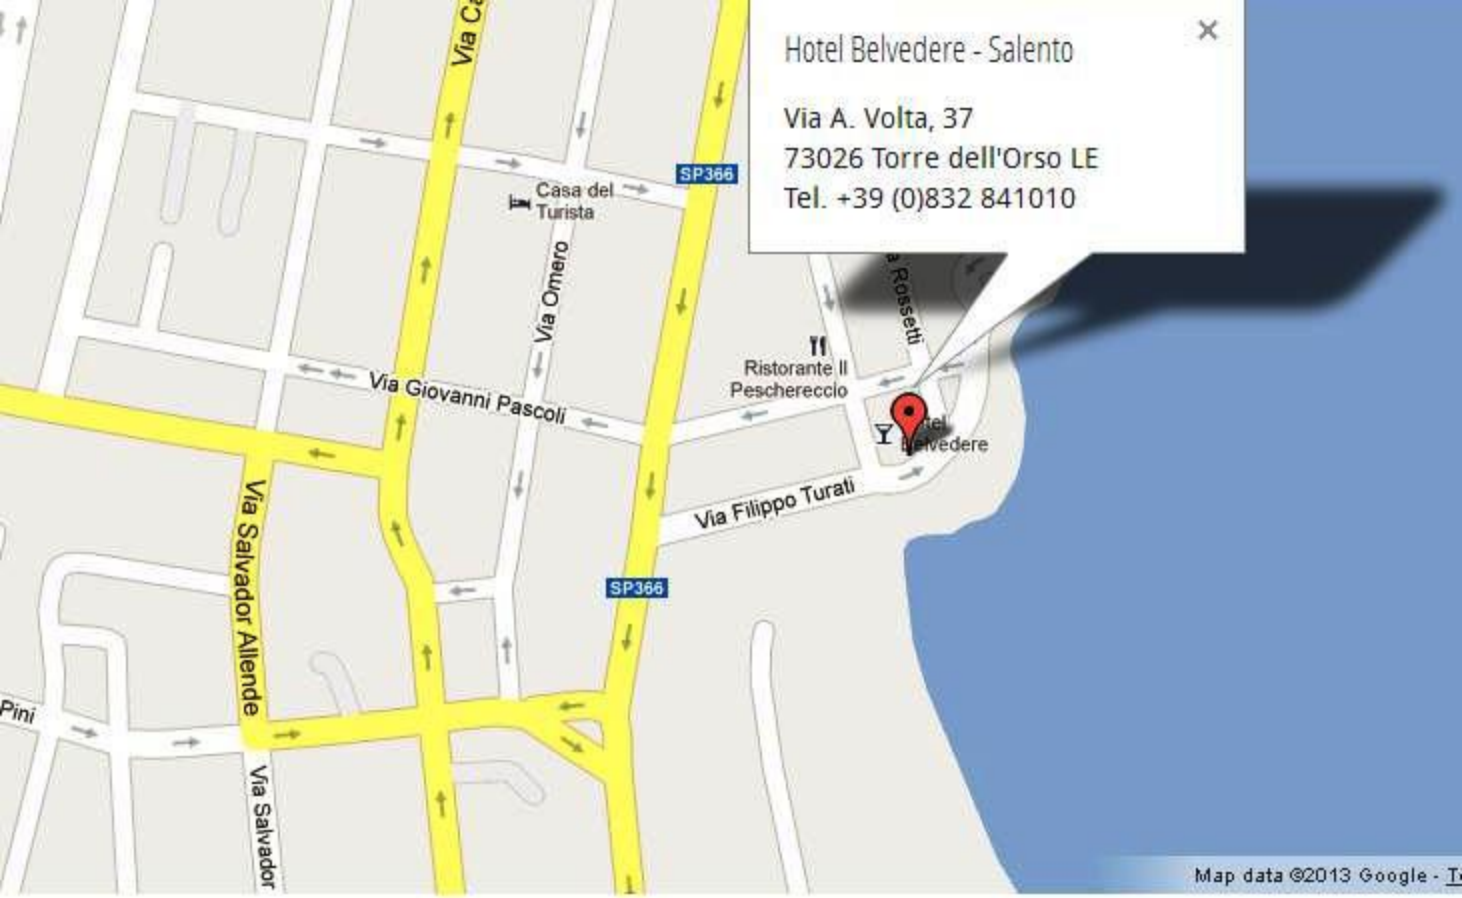 Via Ca
Hotel Belvedere - Salento
Via A. Volta, 37
73026 Torre dell'Orso LE
Tel. +39 (0)832 841010
SP366
Casa del
Turista
Via Omero
a Rossetti
Ristorante Il
Peschereccio
Via Giovanni Pascoli
Belvedere
Via Filippo Turati
Via Salvador Allende
SP366
Pini
Via Salvador
Map data ©2013 Google -